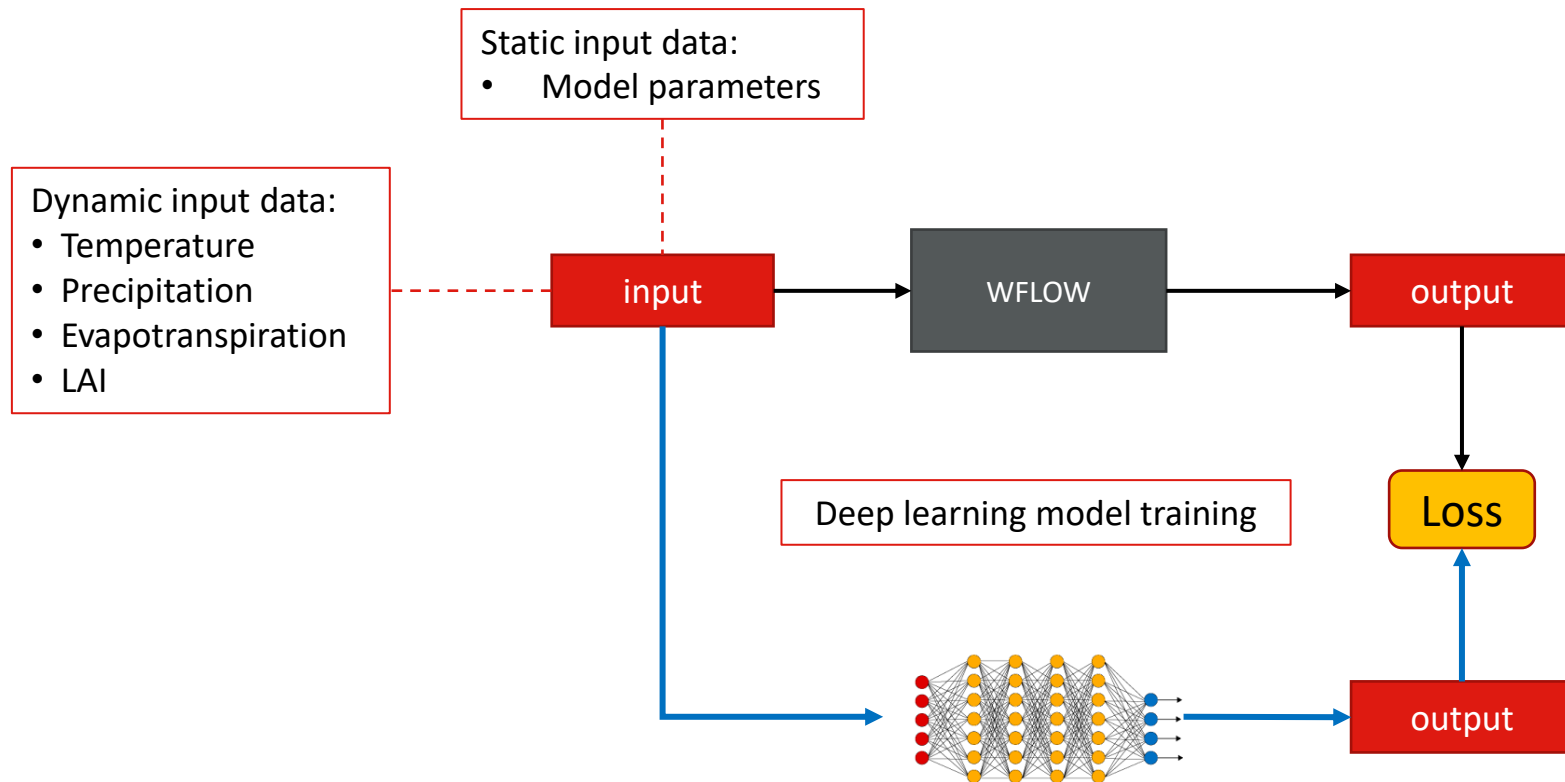 Static input data:
• Model parameters
Dynamic input data:
• Temperature
• Precipitation
• Evapotranspiration
• LAI
input
WFLOW
output
Deep learning model training
Loss
output